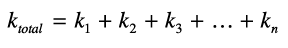 k_total = k_1 + k_2 + k_3 + … + k_n